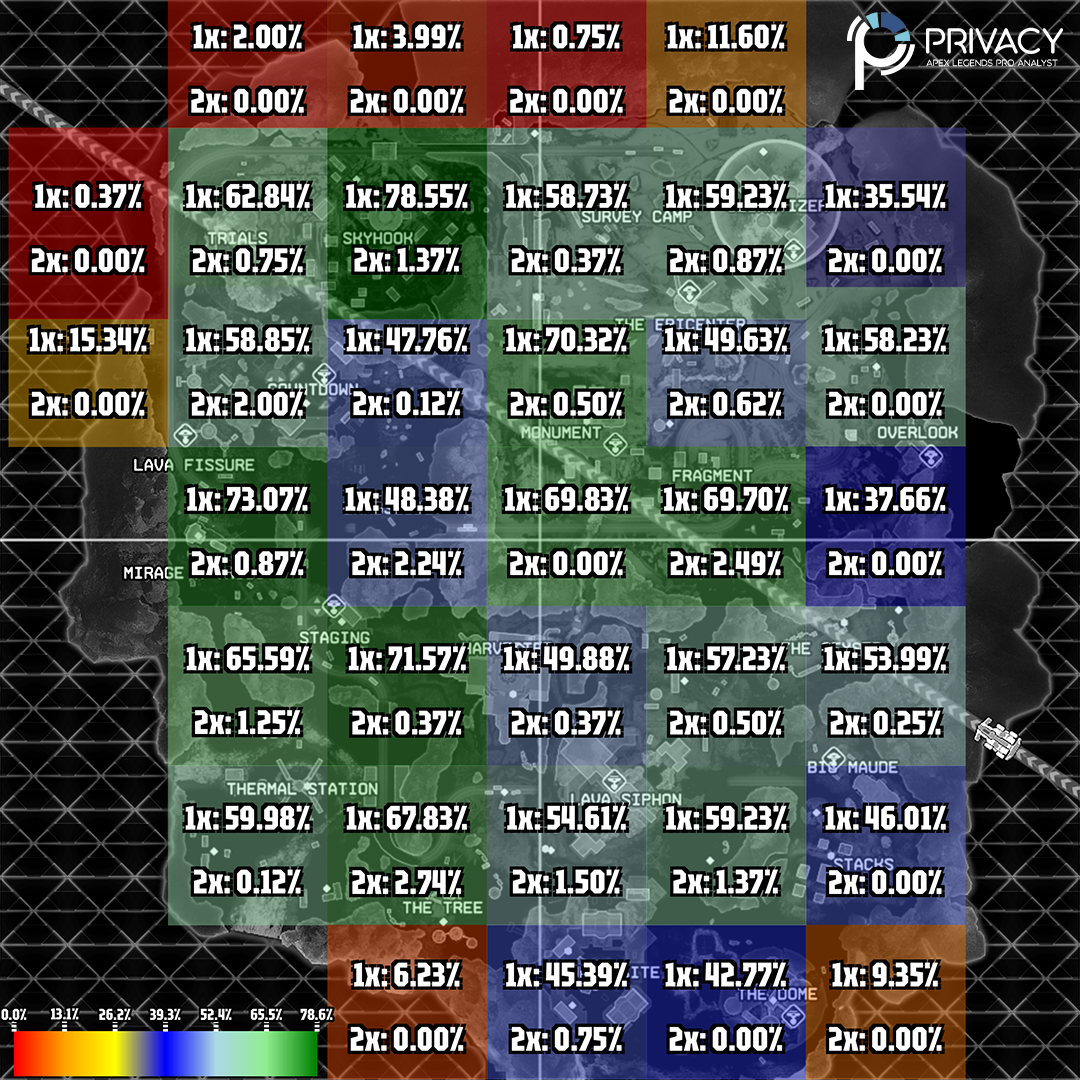 1x: 2.00% 1x: 3.99% 1x: 0.75% 1x: 11.60%
PRIVACY
APEX LEGENDS PRO ANALYST
2x: 0.00% 2x: 0.00% 2x: 0.00% 2x: 0.00%
1x: 0.37% 1x: 62.84% 1x: 78.55% 1x: 58.73% 1x: 59.23% 1x: 35.54%
SURVEY CAMP
TRIALS SKYHOOK
2x: 0.00% 2x: 0.75% 2x: 1.37% 2x: 0.37% 2x: 0.87% 2x: 0.00%
THE EPICENTER
1x: 15.34% 1x: 58.85% 1x: 47.76% 1x: 70.32% 1x: 49.63% 1x: 58.23%
COUNTDOWN
2x: 0.00% 2x: 2.00% 2x: 0.12% 2x: 0.50% 2x: 0.62% 2x: 0.00%
MONUMENT OVERLOOK
LAVA FISSURE FRAGMENT
1x: 73.07% 1x: 48.38% 1x: 69.83% 1x: 69.70% 1x: 37.66%
2x: 0.87% 2x: 2.24% 2x: 0.00% 2x: 2.49% 2x: 0.00%
MIRAGE
STAGING
HARVESTER THE
1x: 65.59% 1x: 71.57% 1x: 49.88% 1x: 57.23% 1x: 53.99%
2x: 1.25% 2x: 0.37% 2x: 0.37% 2x: 0.50% 2x: 0.25%
BIG MAUDE
THERMAL STATION
LAVA SIPHON
1x: 59.98% 1x: 67.83% 1x: 54.61% 1x: 59.23% 1x: 46.01%
STACKS
2x: 0.12% 2x: 2.74% 2x: 1.50% 2x: 1.37% 2x: 0.00%
THE TREE
1x: 6.23% 1x: 45.39% 1x: 42.77% 1x: 9.35%
THE DOME
2x: 0.00% 2x: 0.75% 2x: 0.00% 2x: 0.00%
0.0% 13.1% 26.2% 39.3% 52.4% 65.5% 78.6%